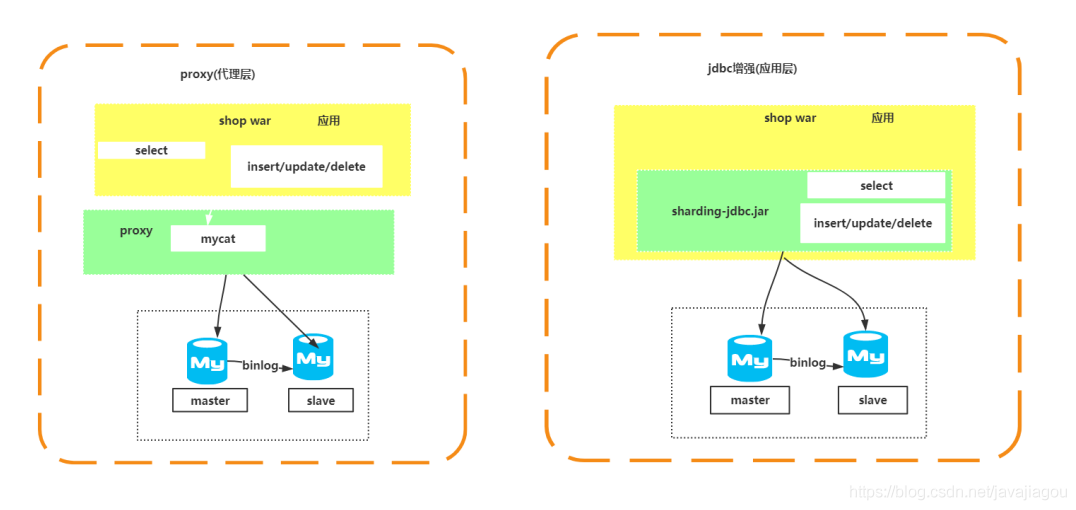 proxy(代理层)
shop war 应用
select
insert/update/delete
proxy
mycat
My
My
binlog
master
slave
jdbc增强(应用层)
shop war 应用
select
sharding-jdbc.jar
insert/update/delete
My
My
binlog
master
slave
https://blog.csdn.net/javajiagou